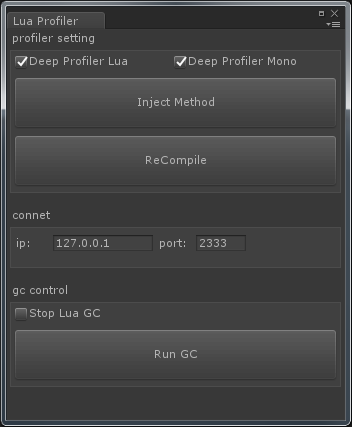 Lua Profiler
profiler setting
Deep Profiler Lua Deep Profiler Mono
Inject Method
ReCompile
connet
ip: 127.0.0.1 port: 2333
gc control
Stop Lua GC
Run GC